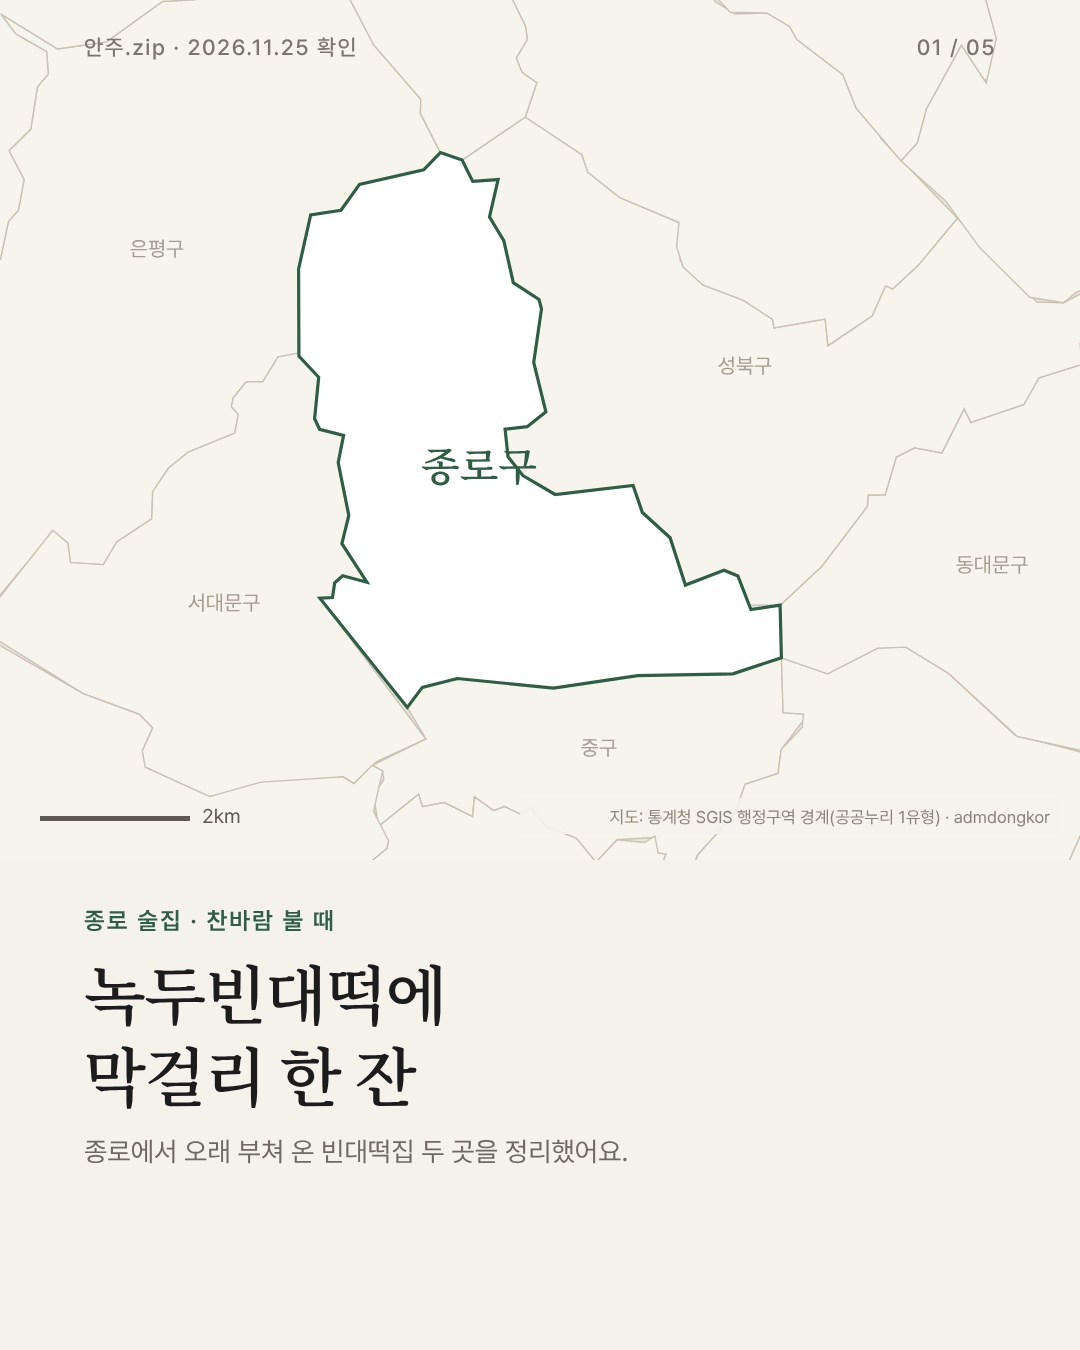 안주.zip · 2026.11.25 확인
01 / 05
은평구
성북구
종로구
동대문구
서대문구
중구
2km
지도: 통계청 SGIS 행정구역 경계(공공누리 1유형) · admdongkor
종로 술집 · 찬바람 불 때
녹두빈대떡에
막걸리 한 잔
종로에서 오래 부쳐 온 빈대떡집 두 곳을 정리했어요.